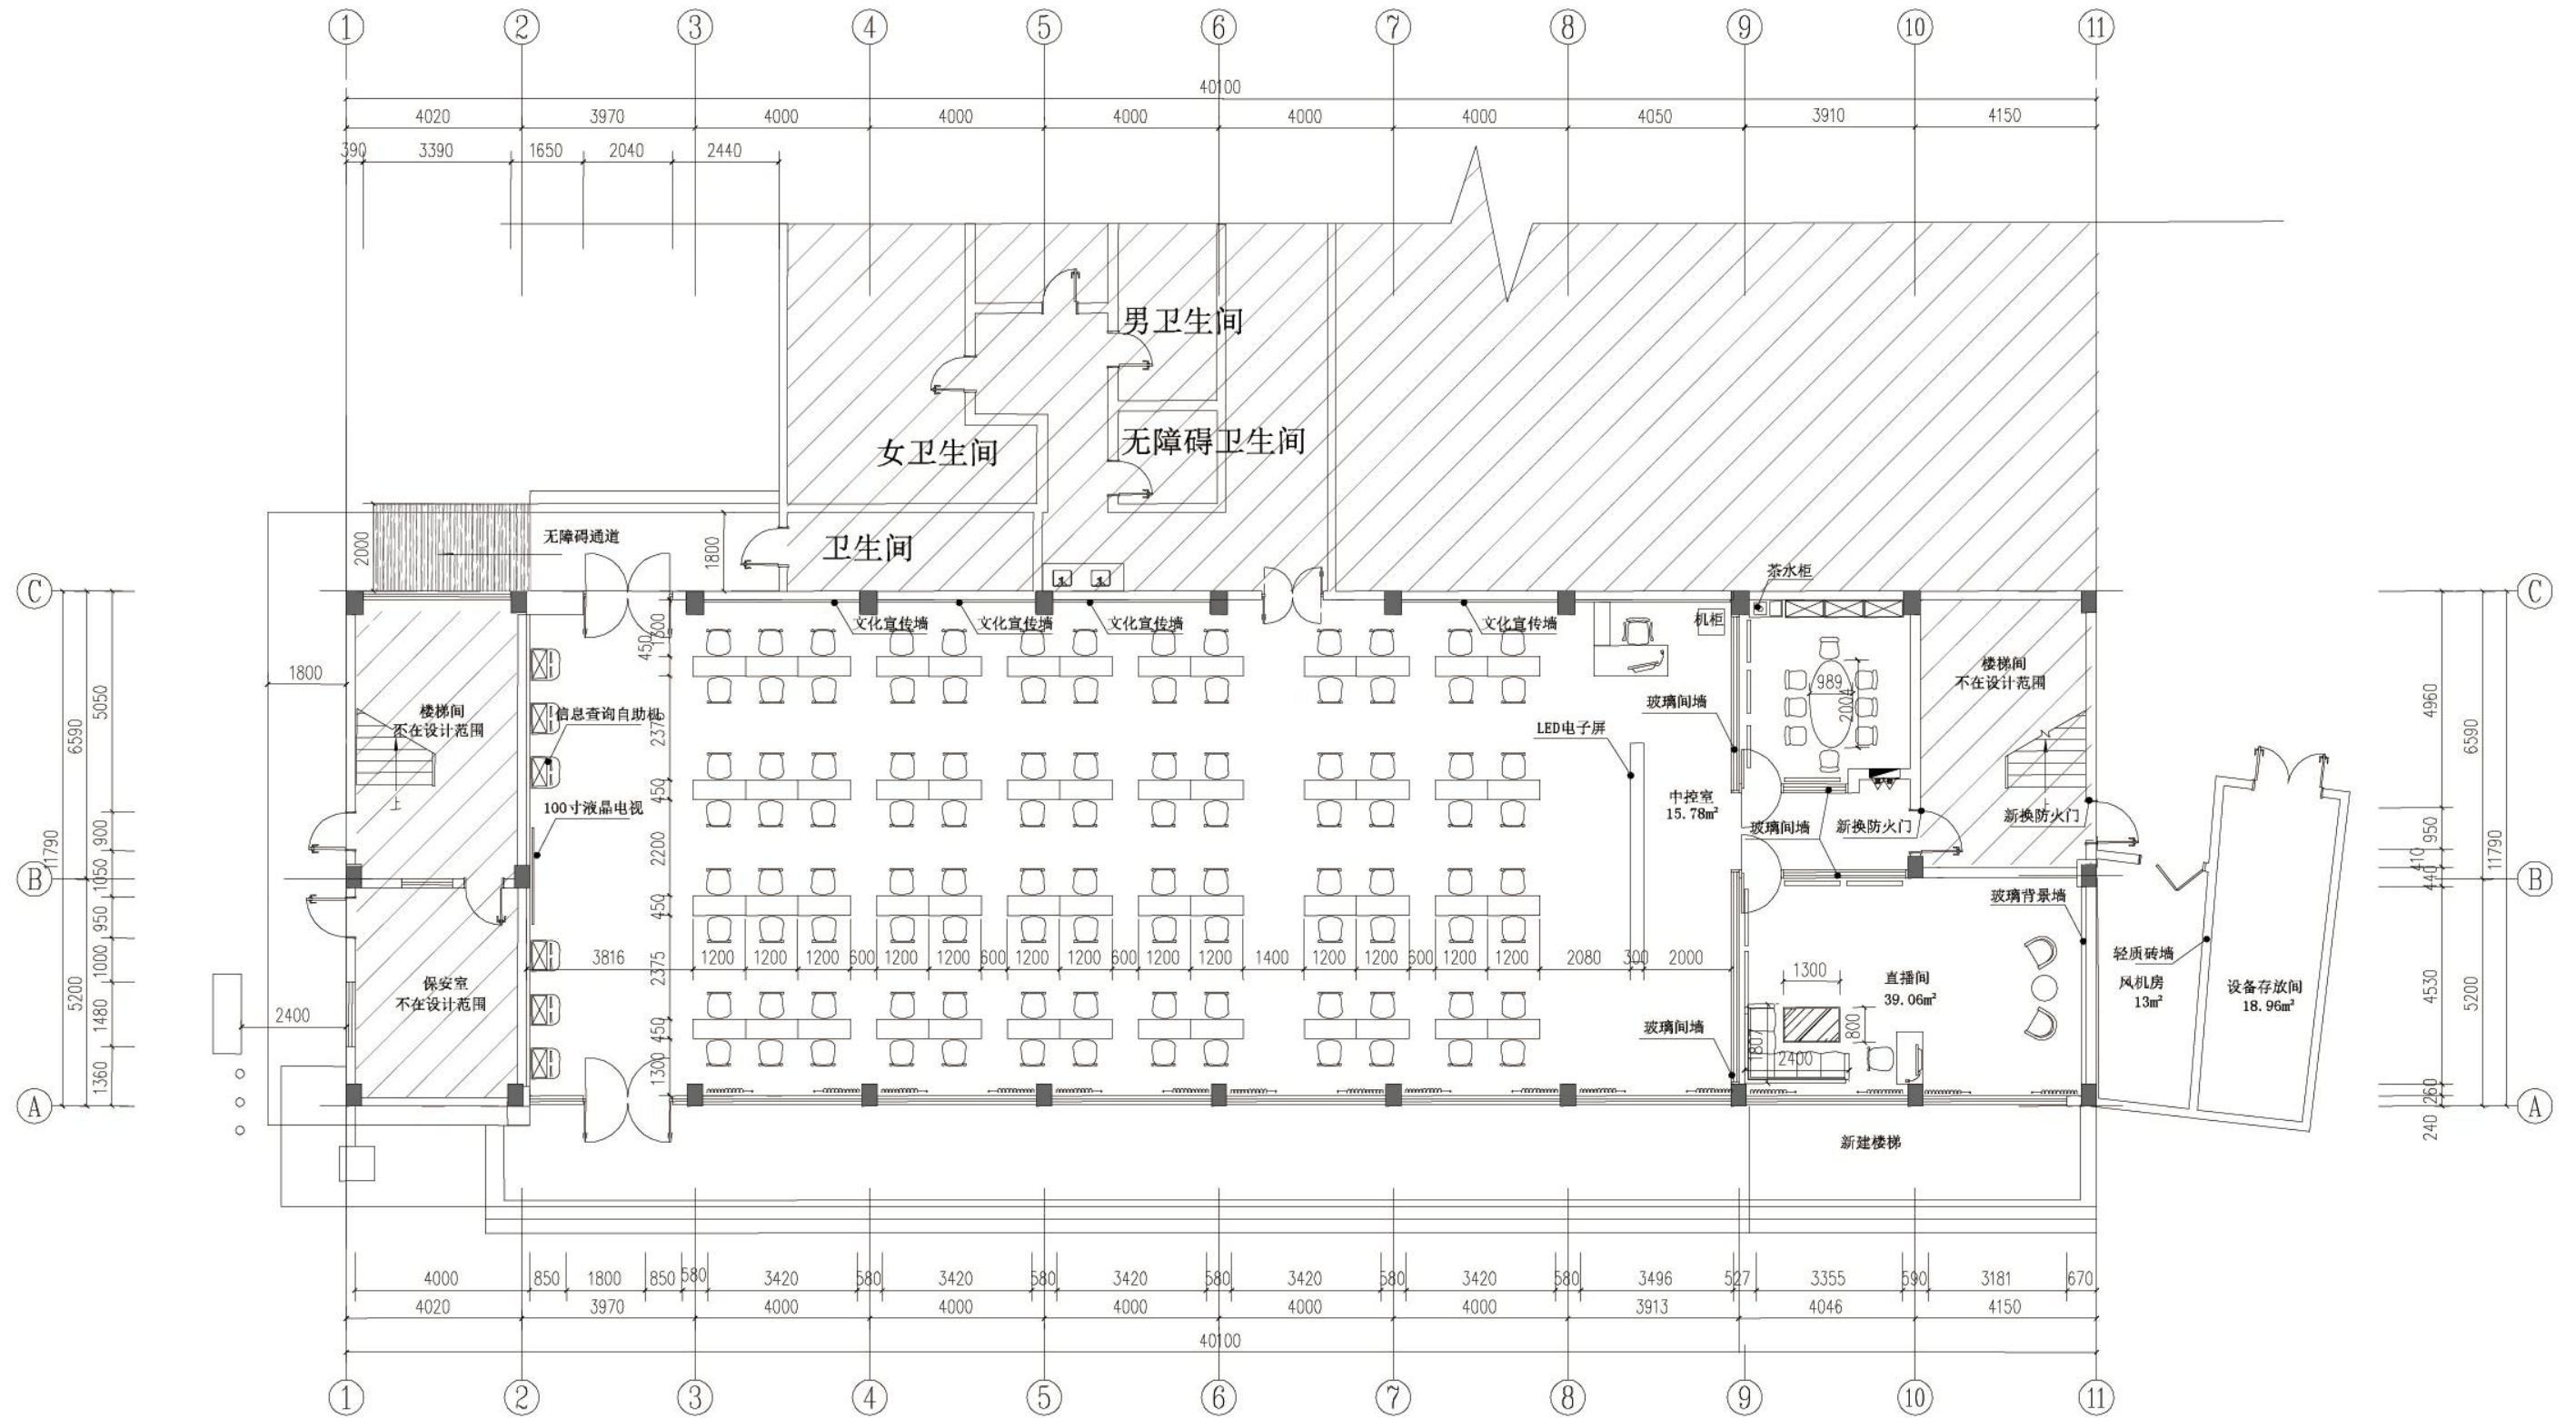 1 2 3 4 5 6 7 8 9 10 11
40100
4020 3970 4000 4000 4000 4000 4000 4050 3910 4150
390 3390 1650 2040 2440
男卫生间
女卫生间
无障碍卫生间
无障碍通道
卫生间
2000
1800
茶水柜
C
C
文化宣传墙 文化宣传墙 文化宣传墙 文化宣传墙
机柜
1300
450
1800
楼梯间
不在设计范围
楼梯间
不在设计范围
信息查询自助机
玻璃间墙
LED电子屏
989
2004
5050
6590
11790
2375
4960
6590
11790
100寸液晶电视
上
中控室
15.78m²
玻璃间墙
新换防火门
新换防火门
上
450
2200
450
900
1050
950
1000
1480
1360
5200
950
410
440
4530
5200
260
240
B
B
玻璃背景墙
3816 1200 1200 1200 600 1200 1200 600 1200 1200 600 1200 1200 1400 1200 1200 600 1200 1200 2080 300 2000
2375
450
1300
保安室
不在设计范围
2400
1300
直播间
39.06m²
轻质砖墙
风机房
13m²
设备存放间
18.96m²
玻璃间墙
1807
2400
800
A
A
新建楼梯
4000 850 1800 850 580 3420 580 3420 580 3420 580 3420 580 3420 580 3496 527 3355 590 3181 670
4020 3970 4000 4000 4000 4000 4000 3913 4046 4150
40100
1 2 3 4 5 6 7 8 9 10 11